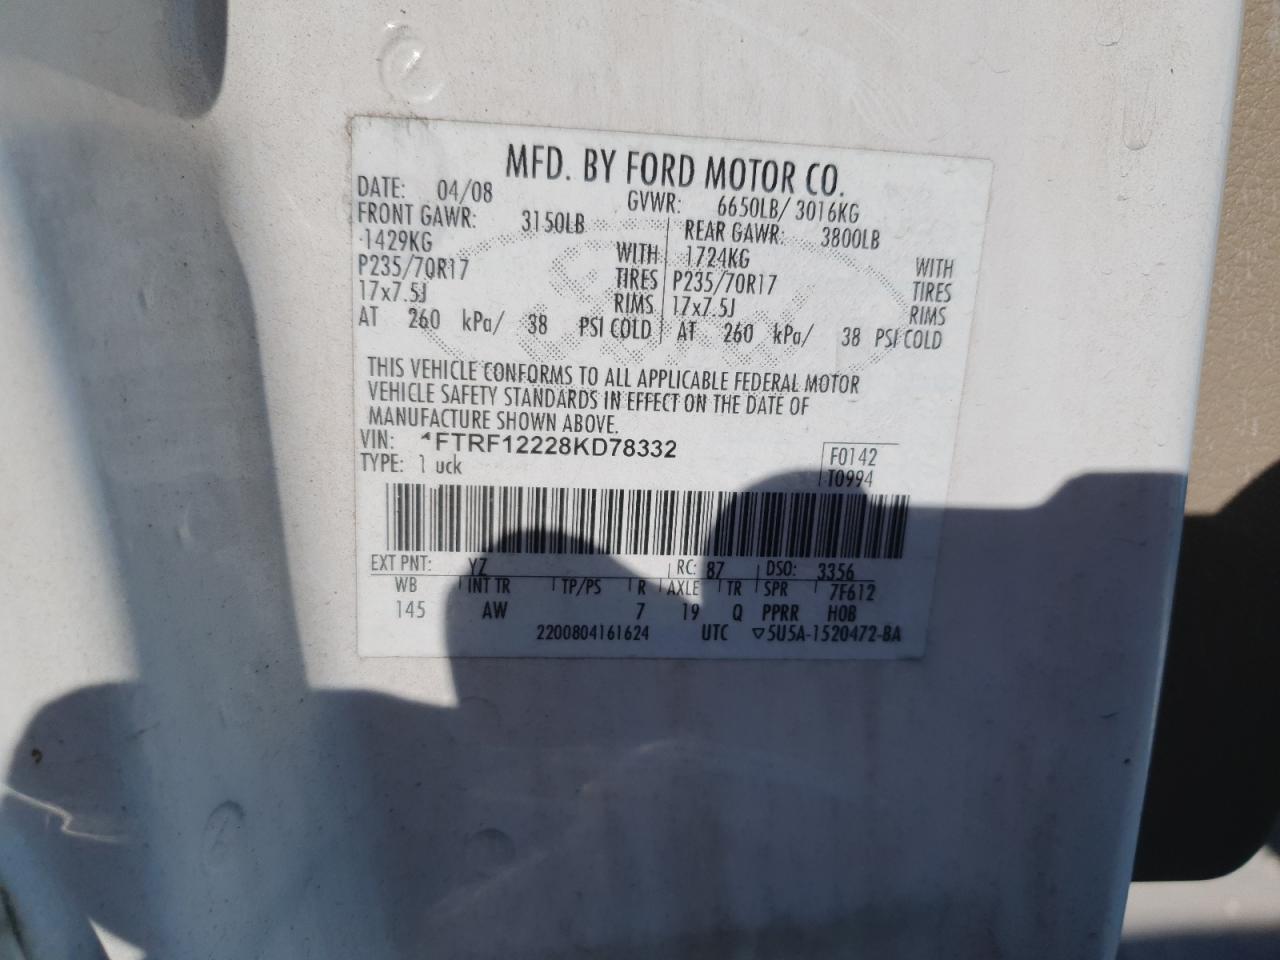 MFD. BY FORD MOTOR CO.
DATE: 04/08 GVWR: 6650LB/ 3016KG
FRONT GAWR: 3150LB REAR GAWR: 3800LB
1429KG WITH 1724KG WITH
P235/70R17 TIRES P235/70R17 TIRES
17x7.5J RIMS 17x7.5J RIMS
AT 260 kPa/ 38 PSI COLD AT 260 kPa/ 38 PSI COLD
THIS VEHICLE CONFORMS TO ALL APPLICABLE FEDERAL MOTOR
VEHICLE SAFETY STANDARDS IN EFFECT ON THE DATE OF
MANUFACTURE SHOWN ABOVE.
VIN: 1FTRF12228KD78332
TYPE: F0142
T0994
EXT PNT: YZ RC: 87 DSO: 3356
WB INT TR TP/PS R AXLE TR SPR 7F612
145 AW 7 19 Q PPRR HOB
2200804161624 UTC ▽5U5A-1520472-BA